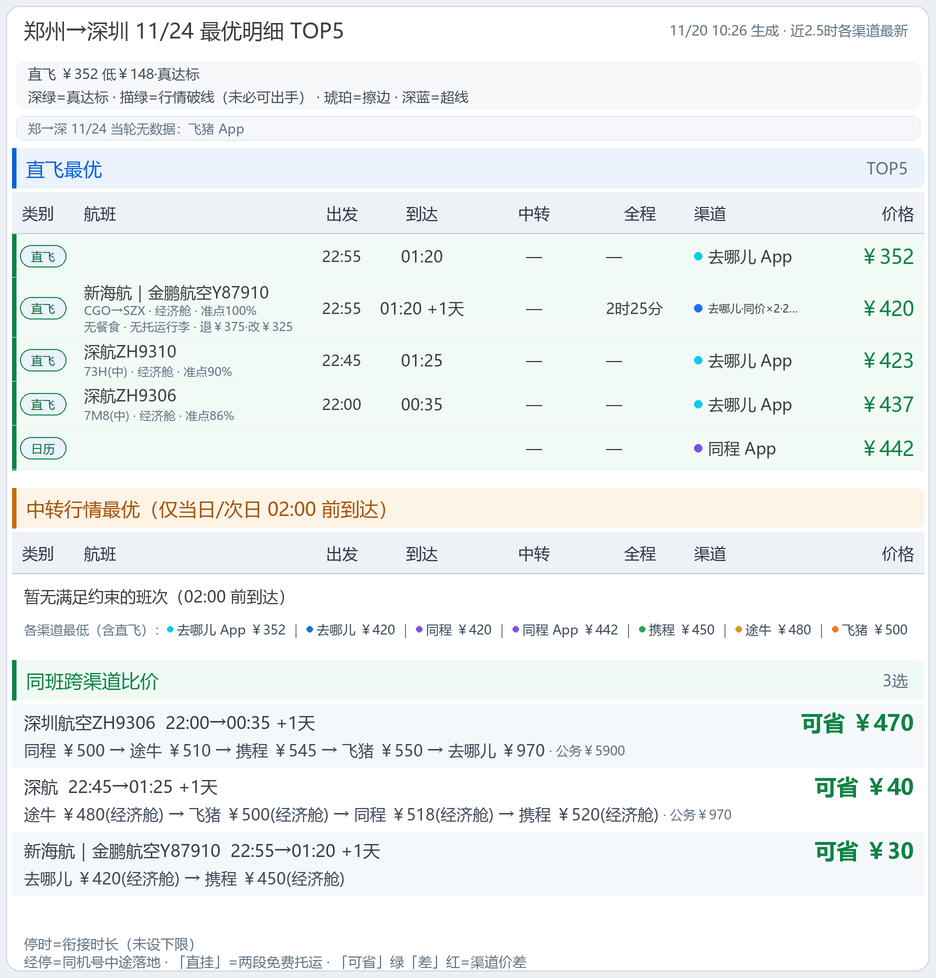 郑州→深圳 11/24 最优明细 TOP5
11/20 10:26 生成 · 近2.5时各渠道最新
直飞 ￥352 低￥148·真达标
深绿=真达标 · 描绿=行情破线（未必可出手） · 琥珀=擦边 · 深蓝=超线
郑→深 11/24 当轮无数据：飞猪 App
直飞最优 TOP5
类别 航班 出发 到达 中转 全程 渠道 价格
直飞 22:55 01:20 — — 去哪儿 App ￥352
新海航｜金鹏航空Y87910
直飞 CGO→SZX · 经济舱 · 准点100% 22:55 01:20 +1天 — 2时25分 去哪儿·同价×2·2... ￥420
无餐食 · 无托运行李 · 退￥375·改￥325
深航ZH9310
直飞 73H(中) · 经济舱 · 准点90% 22:45 01:25 — — 去哪儿 App ￥423
深航ZH9306
直飞 7M8(中) · 经济舱 · 准点86% 22:00 00:35 — — 去哪儿 App ￥437
日历 — — 同程 App ￥442
中转行情最优（仅当日/次日 02:00 前到达）
类别 航班 出发 到达 中转 全程 渠道 价格
暂无满足约束的班次（02:00 前到达）
各渠道最低（含直飞）: 去哪儿 App ￥352 | 去哪儿 ￥420 | 同程 ￥420 | 同程 App ￥442 | 携程 ￥450 | 途牛 ￥480 | 飞猪 ￥500
同班跨渠道比价 3选
深圳航空ZH9306 22:00→00:35 +1天 可省 ￥470
同程 ￥500 → 途牛 ￥510 → 携程 ￥545 → 飞猪 ￥550 → 去哪儿 ￥970 · 公务￥5900
深航 22:45→01:25 +1天 可省 ￥40
途牛 ￥480(经济舱) → 飞猪 ￥500(经济舱) → 同程 ￥518(经济舱) → 携程 ￥520(经济舱) · 公务￥970
新海航｜金鹏航空Y87910 22:55→01:20 +1天 可省 ￥30
去哪儿 ￥420(经济舱) → 携程 ￥450(经济舱)
停时=衔接时长（未设下限）
经停=同机号中途落地 · 「直挂」=两段免费托运 · 「可省」绿「差」红=渠道价差